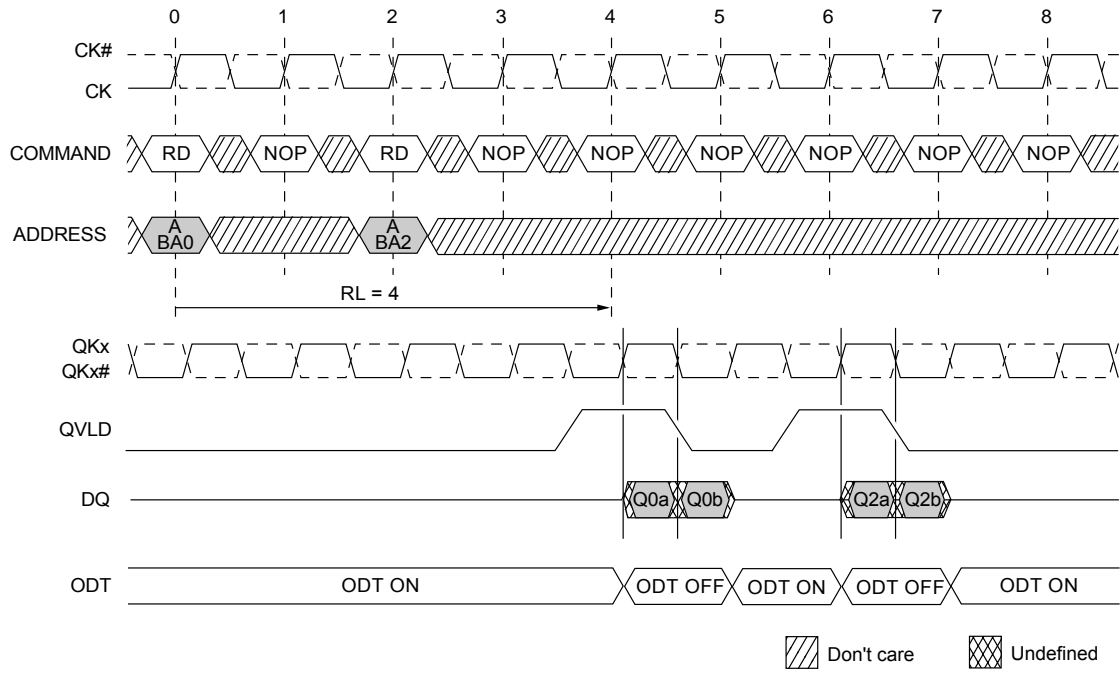 0 1 2 3 4 5 6 7 8
CK#
CK
COMMAND RD NOP RD NOP NOP NOP NOP NOP NOP
ADDRESS A BA0 A BA2
RL = 4
QKx
QKx#
QVLD
DQ Q0a Q0b Q2a Q2b
ODT ODT ON ODT OFF ODT ON ODT OFF ODT ON
Don't care Undefined